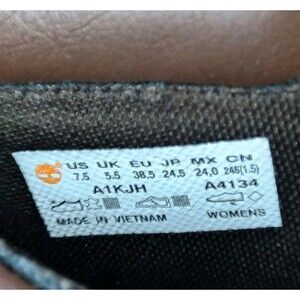 US UK EU JP MX CN
7.5 5.5 38.5 24.5 24,0 245(1.5)
A1KJH A4134
MADE IN VIETNAM WOMENS